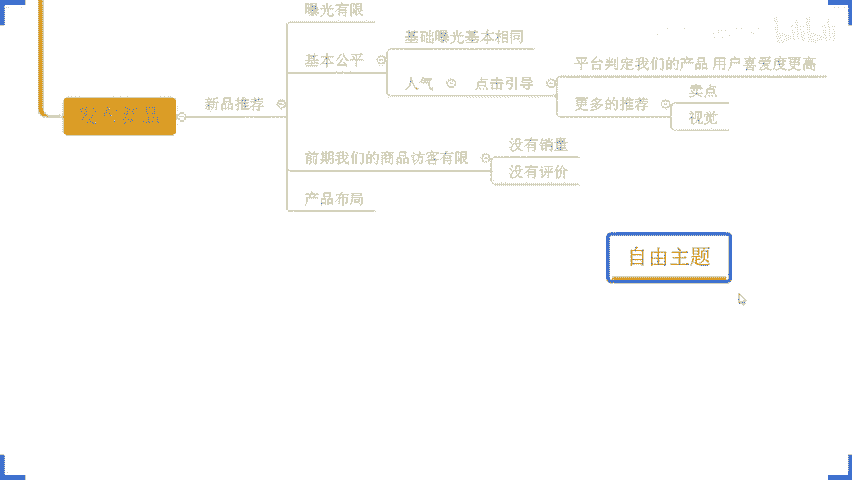 曝光有限
基础曝光基本相同
基本公平
平台判定我们的产品 用户喜爱度更高
人气
点击引导
卖点
新品推荐
更多的推荐
视觉
没有销量
前期我们的商品访客有限
没有评价
产品布局
自由主题
bilibili